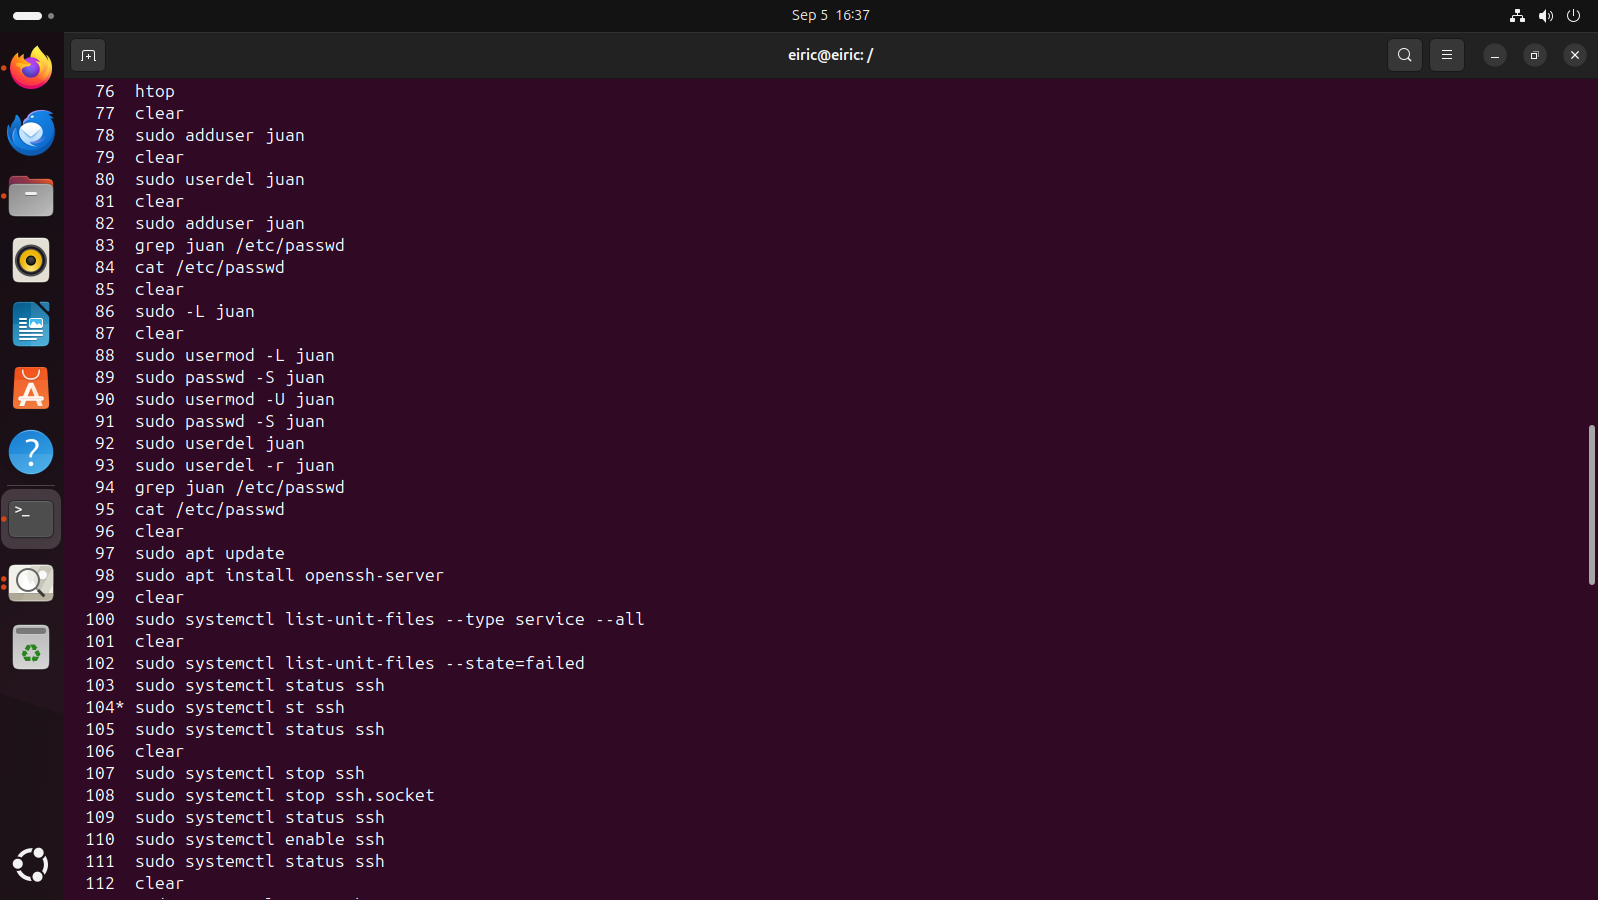 Sep 5 16:37
eiric@eiric: /
76 htop
77 clear
78 sudo adduser juan
79 clear
80 sudo userdel juan
81 clear
82 sudo adduser juan
83 grep juan /etc/passwd
84 cat /etc/passwd
85 clear
86 sudo -L juan
87 clear
88 sudo usermod -L juan
89 sudo passwd -S juan
90 sudo usermod -U juan
91 sudo passwd -S juan
92 sudo userdel juan
93 sudo userdel -r juan
94 grep juan /etc/passwd
95 cat /etc/passwd
96 clear
97 sudo apt update
98 sudo apt install openssh-server
99 clear
100 sudo systemctl list-unit-files --type service --all
101 clear
102 sudo systemctl list-unit-files --state=failed
103 sudo systemctl status ssh
104* sudo systemctl st ssh
105 sudo systemctl status ssh
106 clear
107 sudo systemctl stop ssh
108 sudo systemctl stop ssh.socket
109 sudo systemctl status ssh
110 sudo systemctl enable ssh
111 sudo systemctl status ssh
112 clear